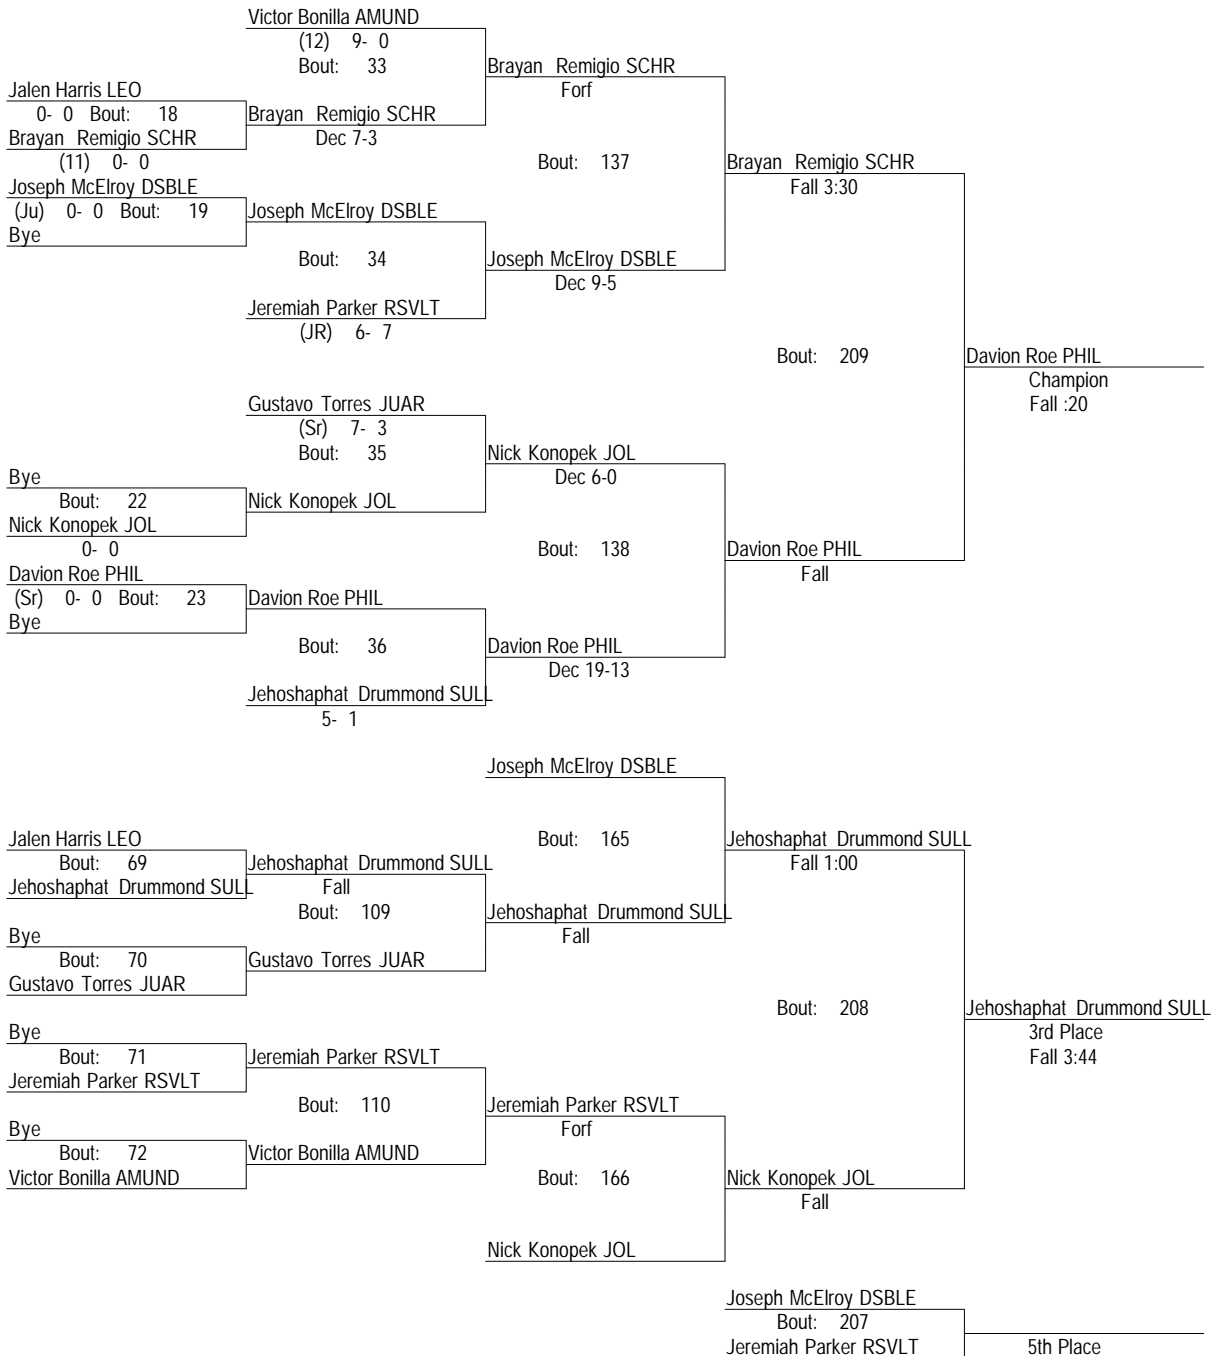 Victor Bonilla AMUND
(12) 9- 0
Bout: 33
Brayan Remigio SCHR
Forf
Jalen Harris LEO
0- 0 Bout: 18
Brayan Remigio SCHR
Dec 7-3
Brayan Remigio SCHR
(11) 0- 0
Bout: 137
Brayan Remigio SCHR
Fall 3:30
Joseph McElroy DSBLE
(Ju) 0- 0 Bout: 19
Joseph McElroy DSBLE
Bye
Bout: 34
Joseph McElroy DSBLE
Dec 9-5
Jeremiah Parker RSVLT
(JR) 6- 7
Bout: 209
Davion Roe PHIL
Champion
Fall :20
Gustavo Torres JUAR
(Sr) 7- 3
Bout: 35
Nick Konopek JOL
Dec 6-0
Bye
Bout: 22
Nick Konopek JOL
Nick Konopek JOL
0- 0
Bout: 138
Davion Roe PHIL
Fall
Davion Roe PHIL
(Sr) 0- 0 Bout: 23
Davion Roe PHIL
Bye
Bout: 36
Davion Roe PHIL
Dec 19-13
Jehoshaphat Drummond SULL
5- 1
Joseph McElroy DSBLE
Jalen Harris LEO
Bout: 69
Jehoshaphat Drummond SULL
Jehoshaphat Drummond SULL
Fall
Bout: 165
Jehoshaphat Drummond SULL
Fall 1:00
Bout: 109
Jehoshaphat Drummond SULL
Fall
Bye
Bout: 70
Gustavo Torres JUAR
Gustavo Torres JUAR
Bout: 208
Jehoshaphat Drummond SULL
3rd Place
Fall 3:44
Bye
Bout: 71
Jeremiah Parker RSVLT
Jeremiah Parker RSVLT
Bout: 110
Jeremiah Parker RSVLT
Forf
Bye
Bout: 72
Victor Bonilla AMUND
Victor Bonilla AMUND
Bout: 166
Nick Konopek JOL
Fall
Nick Konopek JOL
Joseph McElroy DSBLE
Bout: 207
Jeremiah Parker RSVLT
5th Place